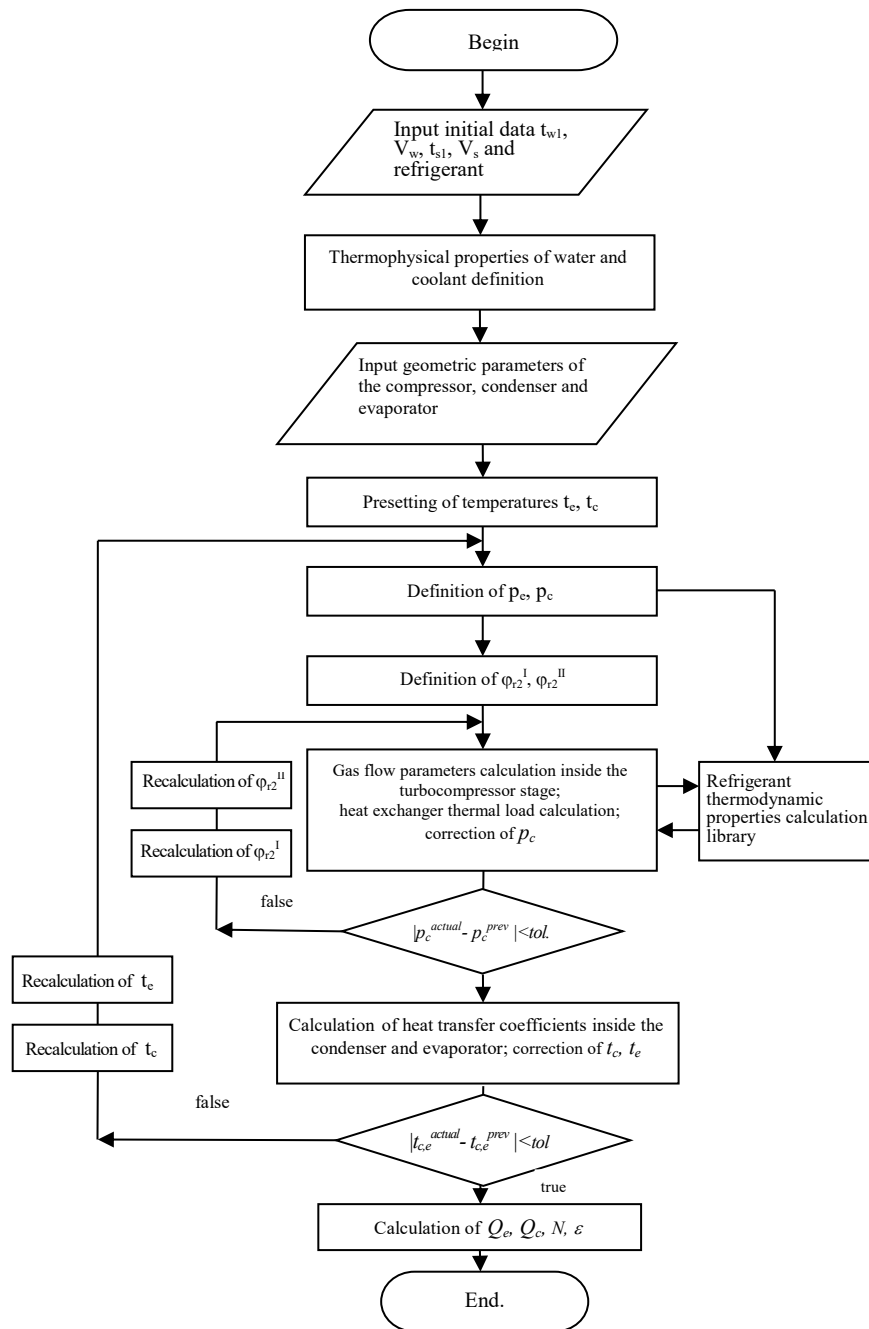 Begin
Input initial data t_w1,
V_w, t_s1, V_s and
refrigerant
Thermophysical properties of water and
coolant definition
Input geometric parameters of
the compressor, condenser and
evaporator
Presetting of temperatures t_e, t_c
Definition of p_e, p_c
Definition of φ_r2^I, φ_r2^II
Recalculation of φ_r2^II
Recalculation of φ_r2^I
Gas flow parameters calculation inside the
turbocompressor stage;
heat exchanger thermal load calculation;
correction of p_c
Refrigerant
thermodynamic
properties calculation
library
false
|p_c^actual - p_c^prev |<tol.
Recalculation of t_e
Recalculation of t_c
Calculation of heat transfer coefficients inside the
condenser and evaporator; correction of t_c, t_e
false
|t_c,e^actual - t_c,e^prev |<tol
true
Calculation of Q_e, Q_c, N, ε
End.